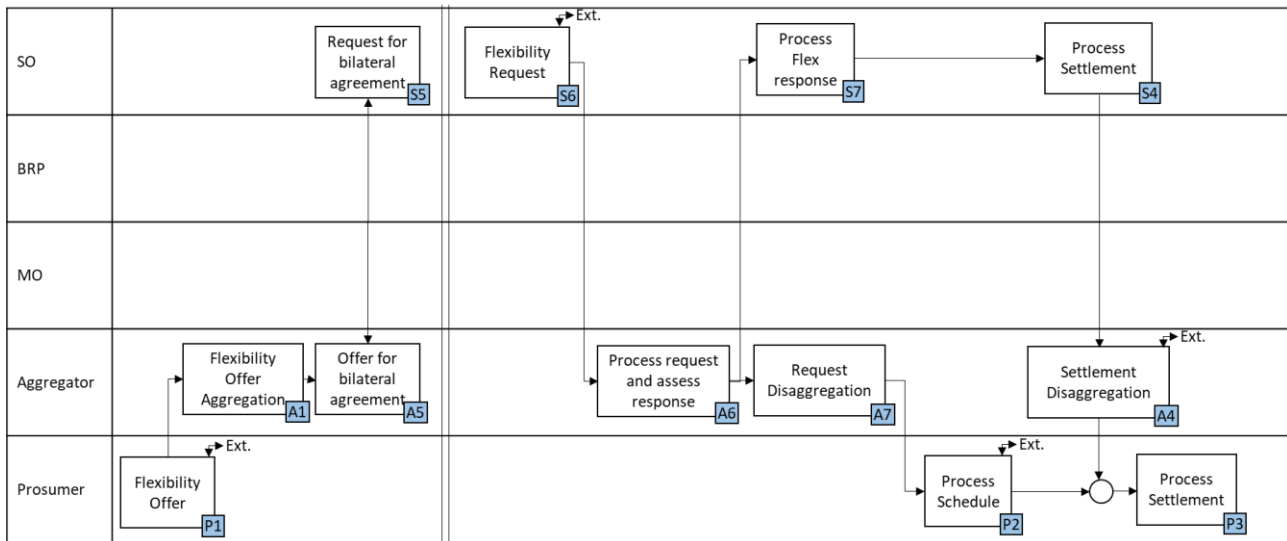 SO
Request for
bilateral
agreement
S5
Flexibility
Request
S6
Ext.
Process
Flex
response
S7
Process
Settlement
S4
BRP
MO
Aggregator
Flexibility
Offer
Aggregation
A1
Offer for
bilateral
agreement
A5
Process request
and assess
response
A6
Request
Disaggregation
A7
Settlement
Disaggregation
A4
Ext.
Prosumer
Flexibility
Offer
P1
Ext.
Process
Schedule
P2
Ext.
Process
Settlement
P3